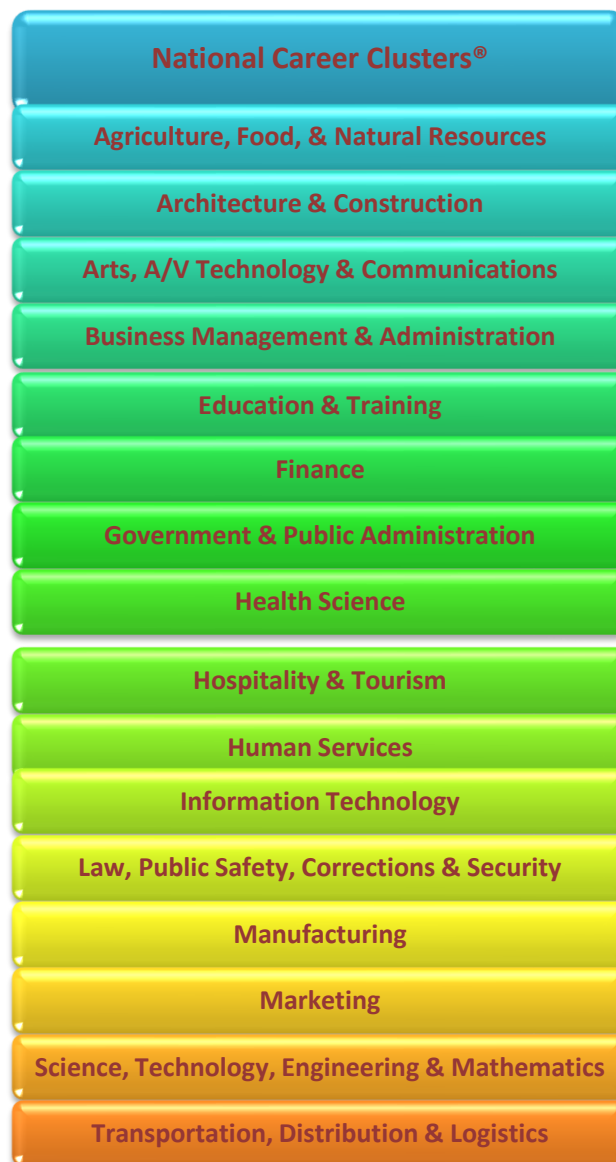 National Career Clusters®
Agriculture, Food, & Natural Resources
Architecture & Construction
Arts, A/V Technology & Communications
Business Management & Administration
Education & Training
Finance
Government & Public Administration
Health Science
Hospitality & Tourism
Human Services
Information Technology
Law, Public Safety, Corrections & Security
Manufacturing
Marketing
Science, Technology, Engineering & Mathematics
Transportation, Distribution & Logistics